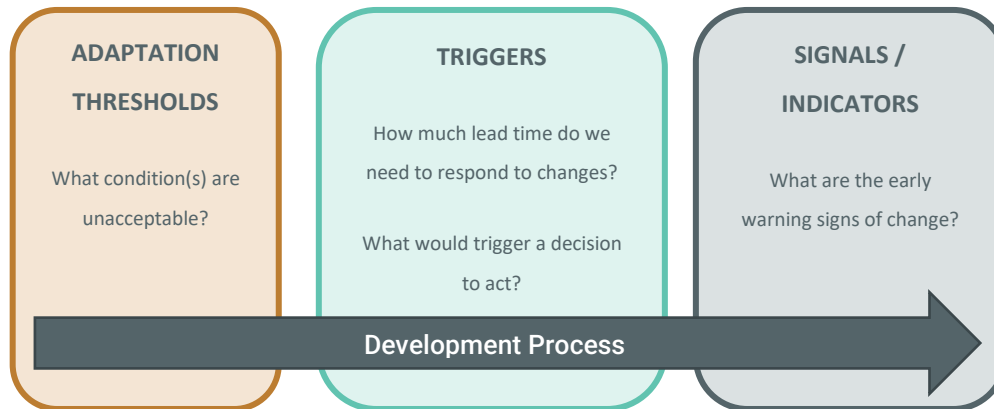 ADAPTATION
THRESHOLDS
What condition(s) are
unacceptable?
TRIGGERS
How much lead time do we
need to respond to changes?
What would trigger a decision
to act?
SIGNALS /
INDICATORS
What are the early
warning signs of change?
Development Process